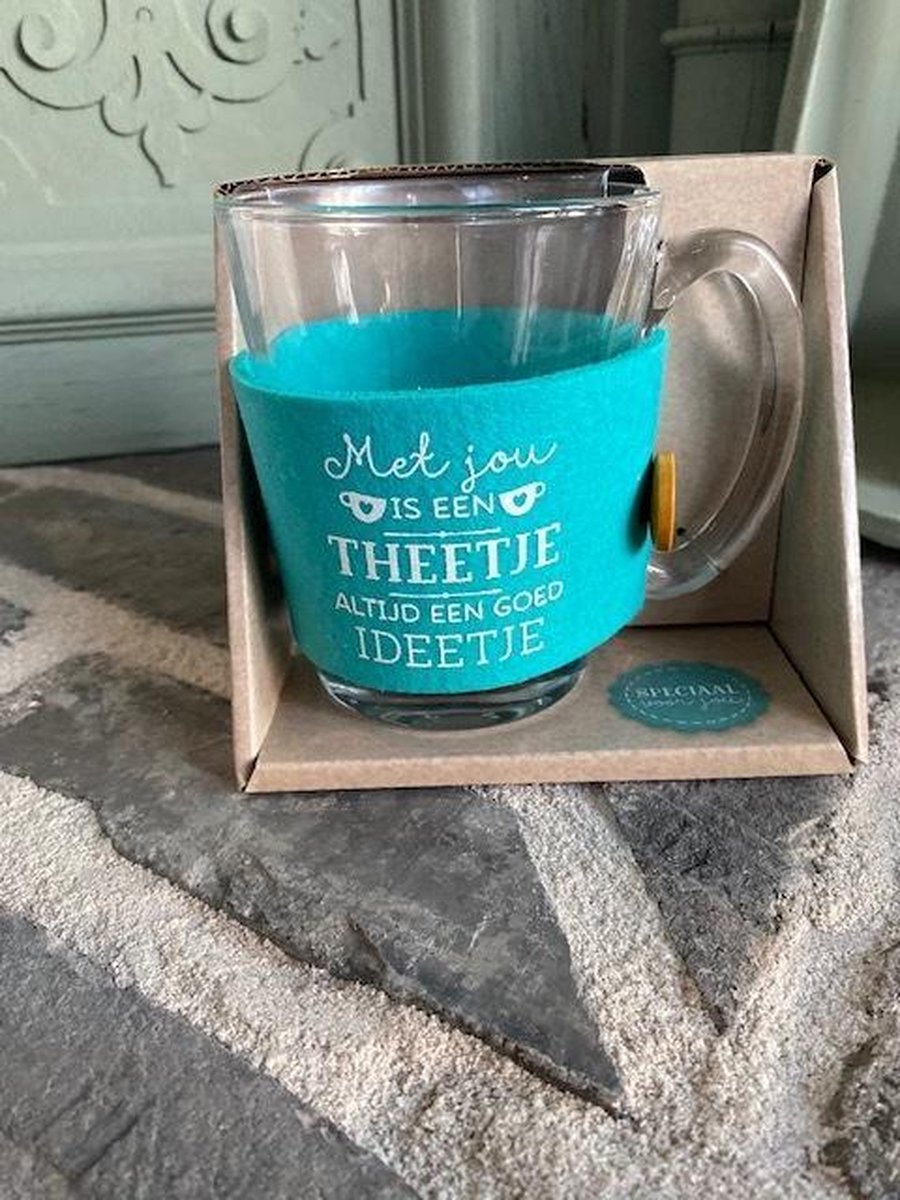 Met jou
IS EEN
THEETJE
ALTIJD EEN GOED
IDEETJE
SPECIAAL
voor jou